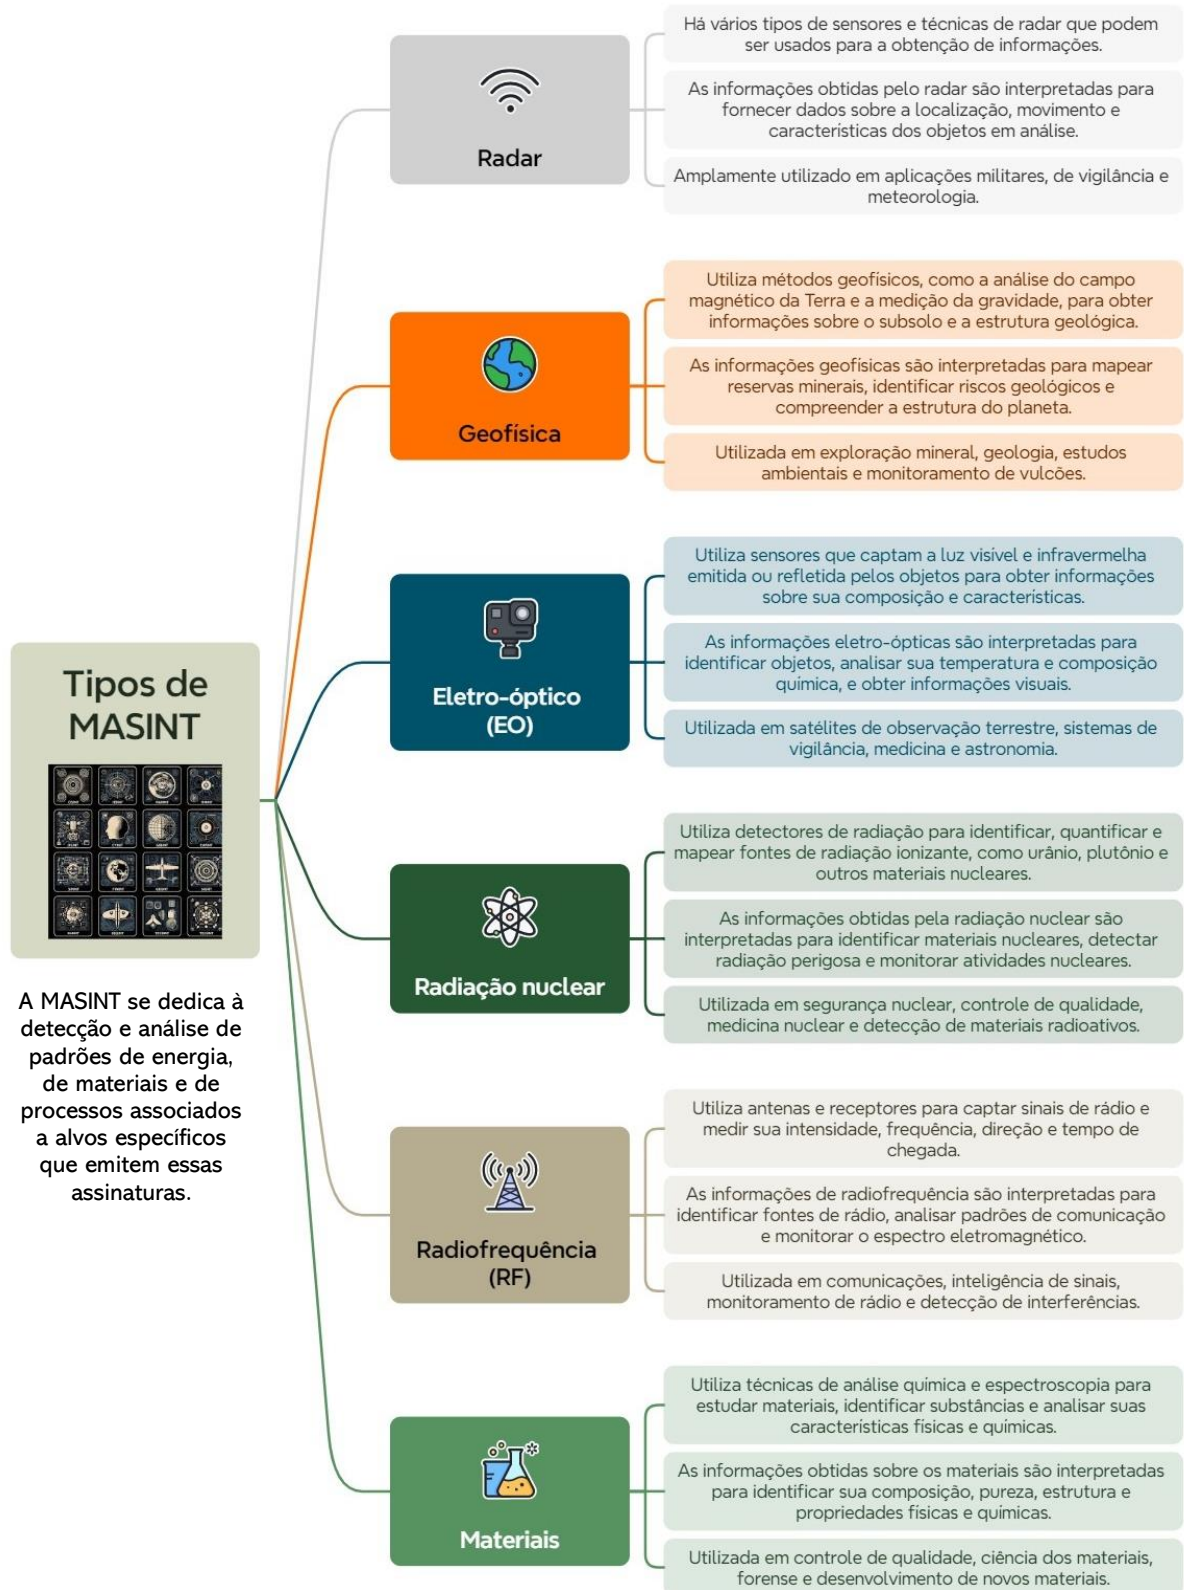 Tipos de
MASINT
A MASINT se dedica à
detecção e análise de
padrões de energia,
de materiais e de
processos associados
a alvos específicos
que emitem essas
assinaturas.
Radar
Há vários tipos de sensores e técnicas de radar que podem
ser usados para a obtenção de informações.
As informações obtidas pelo radar são interpretadas para
fornecer dados sobre a localização, movimento e
características dos objetos em análise.
Amplamente utilizado em aplicações militares, de vigilância e
meteorologia.
Geofísica
Utiliza métodos geofísicos, como a análise do campo
magnético da Terra e a medição da gravidade, para obter
informações sobre o subsolo e a estrutura geológica.
As informações geofísicas são interpretadas para mapear
reservas minerais, identificar riscos geológicos e
compreender a estrutura do planeta.
Utilizada em exploração mineral, geologia, estudos
ambientais e monitoramento de vulcões.
Eletro-óptico
(EO)
Utiliza sensores que captam a luz visível e infravermelha
emitida ou refletida pelos objetos para obter informações
sobre sua composição e características.
As informações eletro-ópticas são interpretadas para
identificar objetos, analisar sua temperatura e composição
química, e obter informações visuais.
Utilizada em satélites de observação terrestre, sistemas de
vigilância, medicina e astronomia.
Radiação nuclear
Utiliza detectores de radiação para identificar, quantificar e
mapear fontes de radiação ionizante, como urânio, plutônio e
outros materiais nucleares.
As informações obtidas pela radiação nuclear são
interpretadas para identificar materiais nucleares, detectar
radiação perigosa e monitorar atividades nucleares.
Utilizada em segurança nuclear, controle de qualidade,
medicina nuclear e detecção de materiais radioativos.
Radiofrequência
(RF)
Utiliza antenas e receptores para captar sinais de rádio e
medir sua intensidade, frequência, direção e tempo de
chegada.
As informações de radiofrequência são interpretadas para
identificar fontes de rádio, analisar padrões de comunicação
e monitorar o espectro eletromagnético.
Utilizada em comunicações, inteligência de sinais,
monitoramento de rádio e detecção de interferências.
Materiais
Utiliza técnicas de análise química e espectroscopia para
estudar materiais, identificar substâncias e analisar suas
características físicas e químicas.
As informações obtidas sobre os materiais são interpretadas
para identificar sua composição, pureza, estrutura e
propriedades físicas e químicas.
Utilizada em controle de qualidade, ciência dos materiais,
forense e desenvolvimento de novos materiais.